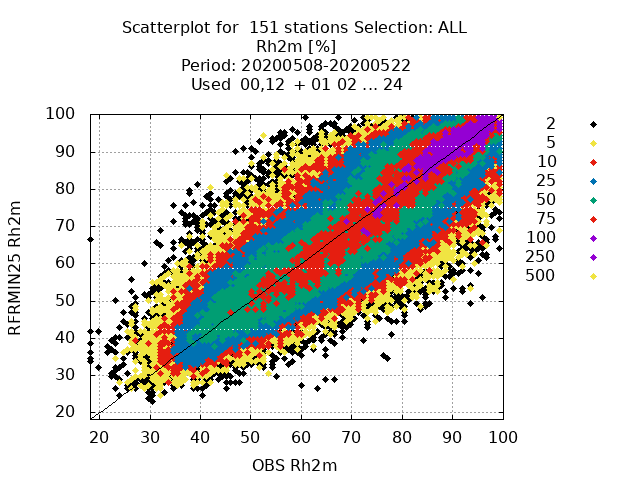 Scatterplot for  151 stations Selection: ALL
Rh2m [%]
Period: 20200508-20200522
Used  00,12  + 01 02 ... 24
RFRMIN25 Rh2m
100
90
80
70
60
50
40
30
20
20 30 40 50 60 70 80 90 100
OBS Rh2m
2
5
10
25
50
75
100
250
500